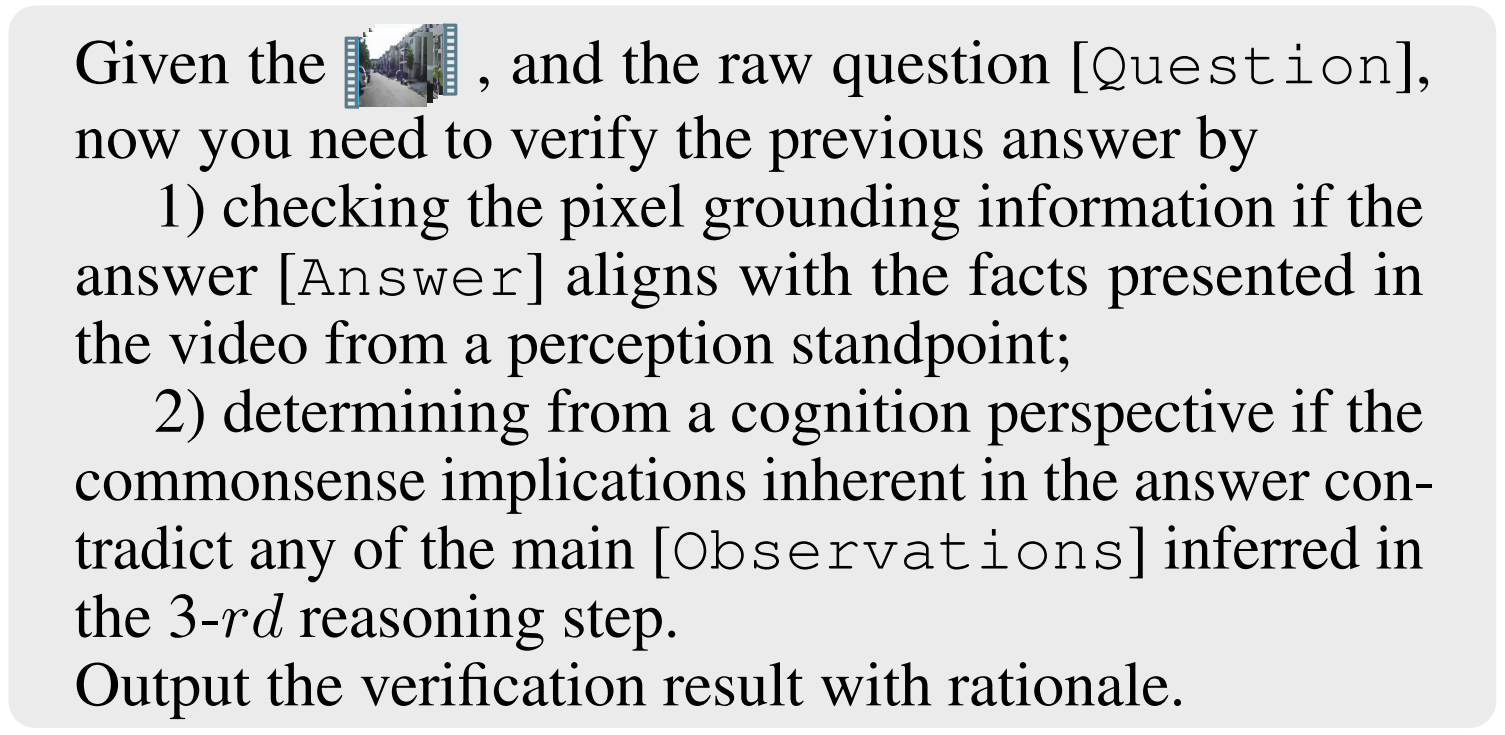 Given the , and the raw question [Question],
now you need to verify the previous answer by
1) checking the pixel grounding information if the
answer [Answer] aligns with the facts presented in
the video from a perception standpoint;
2) determining from a cognition perspective if the
commonsense implications inherent in the answer con-
tradict any of the main [Observations] inferred in
the 3-rd reasoning step.
Output the verification result with rationale.